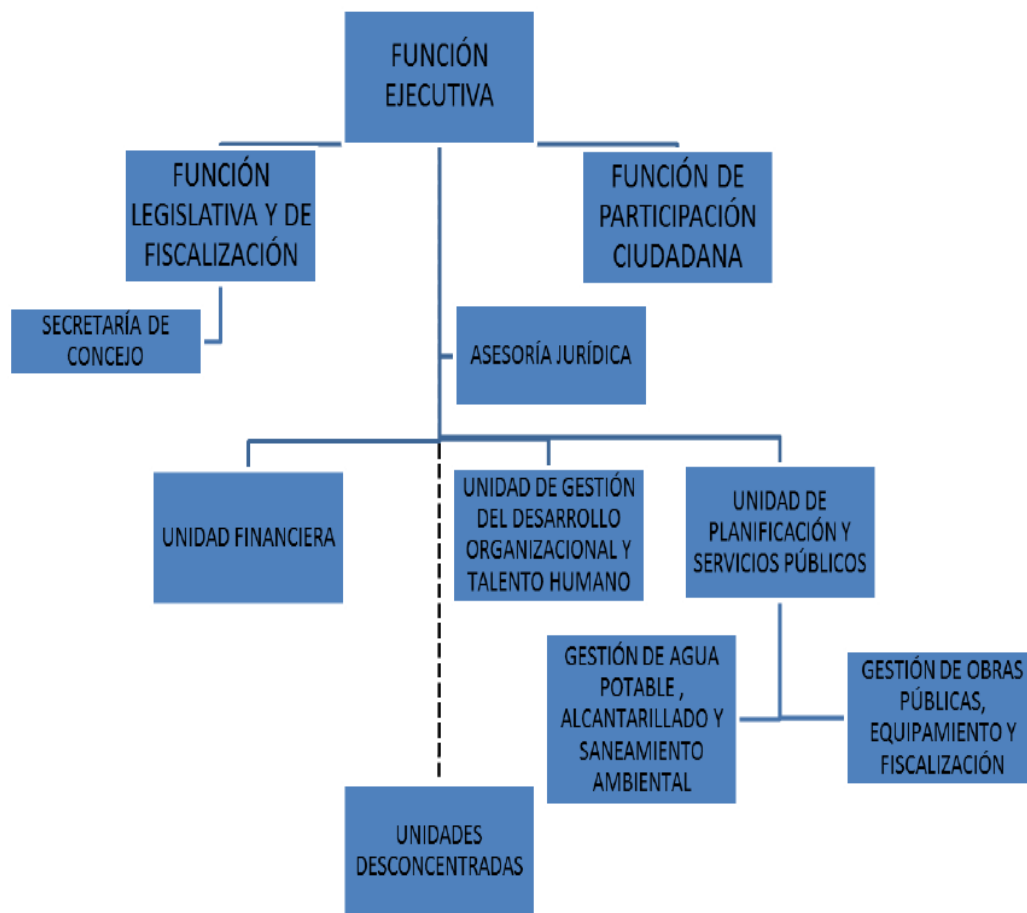 FUNCIÓN
EJECUTIVA
FUNCIÓN
LEGISLATIVA Y DE
FISCALIZACIÓN
FUNCIÓN DE
PARTICIPACIÓN
CIUDADANA
SECRETARÍA DE
CONCEJO
ASESORÍA JURÍDICA
UNIDAD FINANCIERA
UNIDAD DE GESTIÓN
DEL DESARROLLO
ORGANIZACIONAL Y
TALENTO HUMANO
UNIDAD DE
PLANIFICACIÓN Y
SERVICIOS PÚBLICOS
GESTIÓN DE AGUA
POTABLE ,
ALCANTARILLADO Y
SANEAMIENTO
AMBIENTAL
GESTIÓN DE OBRAS
PÚBLICAS,
EQUIPAMIENTO Y
FISCALIZACIÓN
UNIDADES
DESCONCENTRADAS